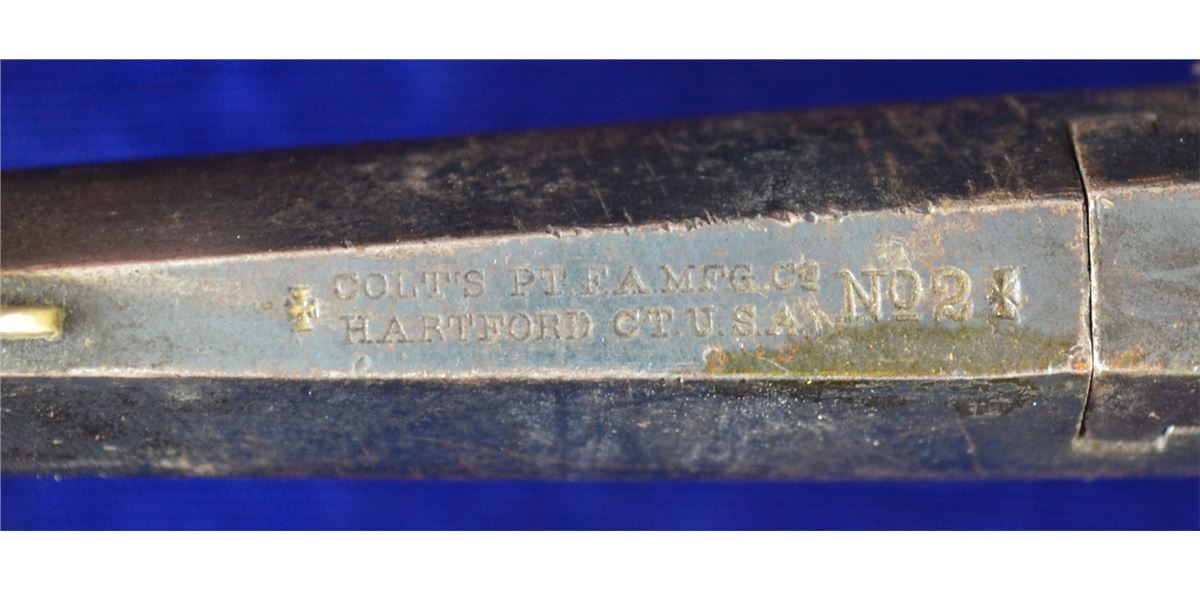 COLT'S PT. F.A. MFG. Co No 2
HARTFORD CT. U.S.A.